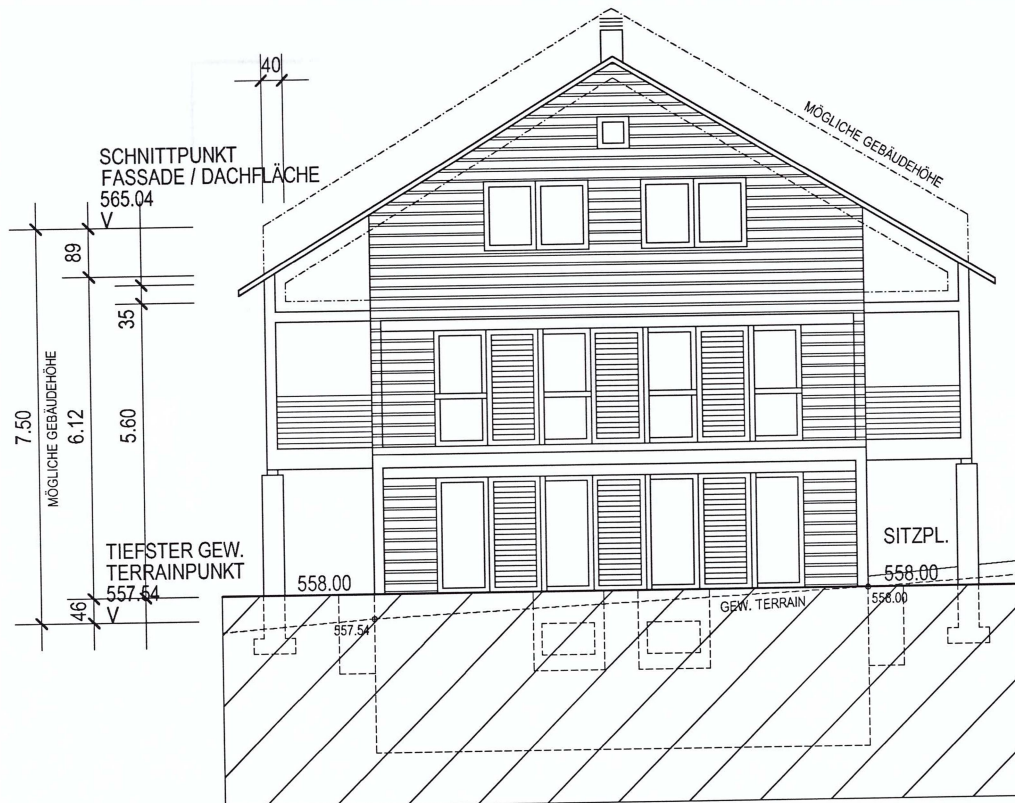 40
MÖGLICHE GEBÄUDEHÖHE
SCHNITTPUNKT
FASSADE / DACHFLÄCHE
565.04
V
89
35
7.50
MÖGLICHE GEBÄUDEHÖHE
6.12
5.60
TIEFSTER GEW.
TERRAINPUNKT
557.54
V
46
558.00
557.54
GEW. TERRAIN
SITZPL.
558.00
558.00